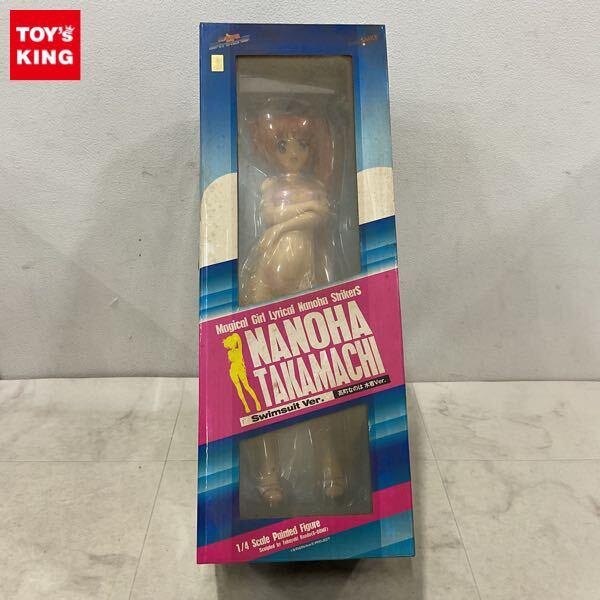 TOY's
KING
Magical Girl Lyrical Nanoha StrikerS
NANOHA
TAKAMACHI
Swimsuit Ver.
高町なのは 水着Ver.
1/4 Scale Painted Figure